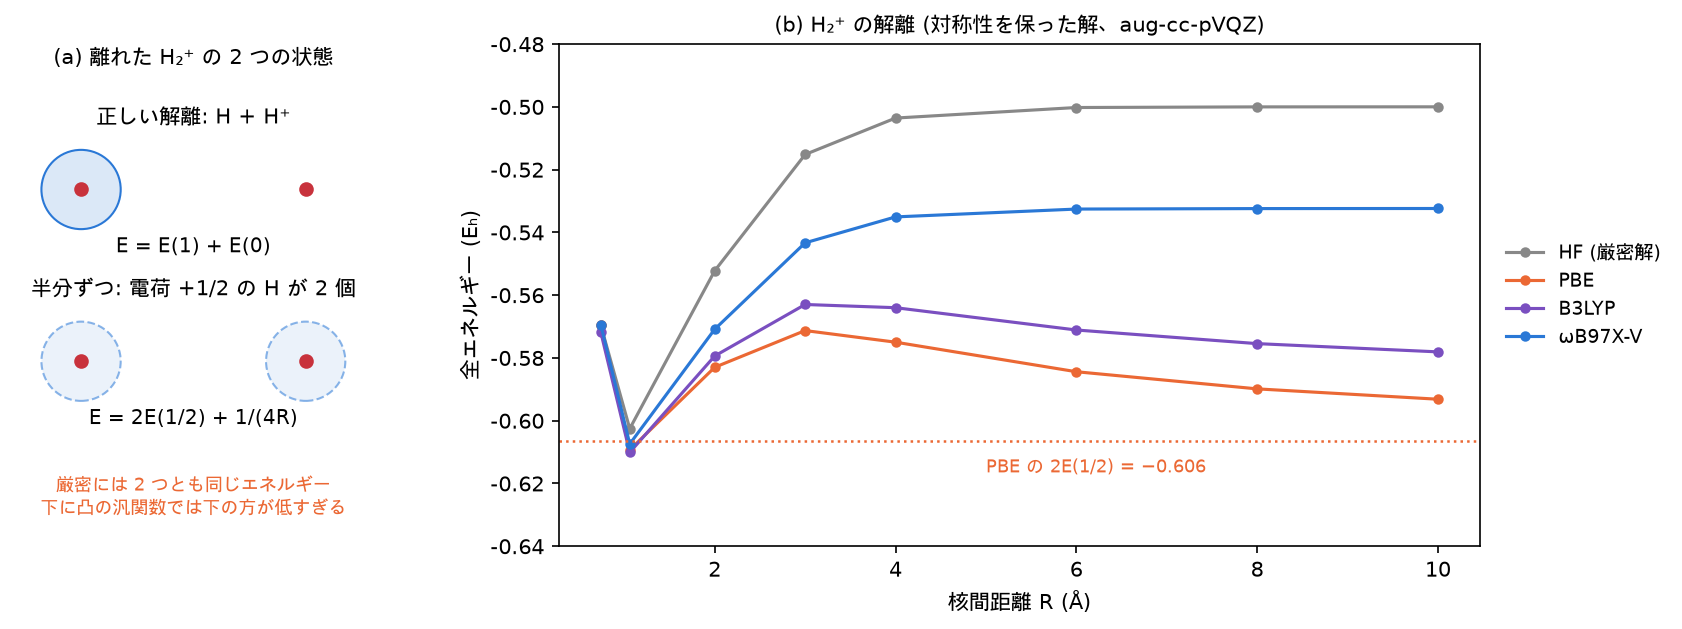 (a) 離れた H₂⁺ の 2 つの状態
正しい解離: H + H⁺
E = E(1) + E(0)
半分ずつ: 電荷 +1/2 の H が 2 個
E = 2E(1/2) + 1/(4R)
厳密には 2 つとも同じエネルギー
下に凸の汎関数では下の方が低すぎる
(b) H₂⁺ の解離 (対称性を保った解、aug-cc-pVQZ)
全エネルギー (Eₕ)
-0.48
-0.50
-0.52
-0.54
-0.56
-0.58
-0.60
-0.62
-0.64
PBE の 2E(1/2) = −0.606
2
4
6
8
10
核間距離 R (Å)
HF (厳密解)
PBE
B3LYP
ωB97X-V